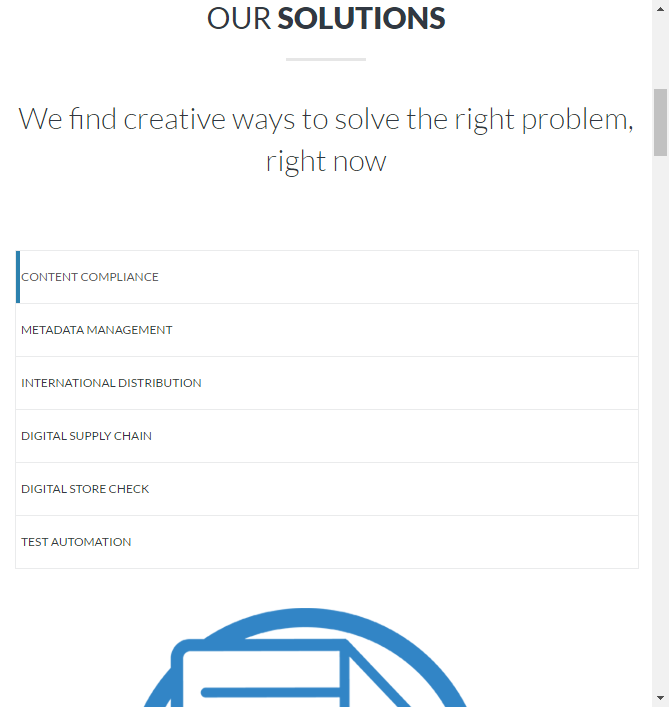 OUR SOLUTIONS
We find creative ways to solve the right problem,
right now
CONTENT COMPLIANCE
METADATA MANAGEMENT
INTERNATIONAL DISTRIBUTION
DIGITAL SUPPLY CHAIN
DIGITAL STORE CHECK
TEST AUTOMATION